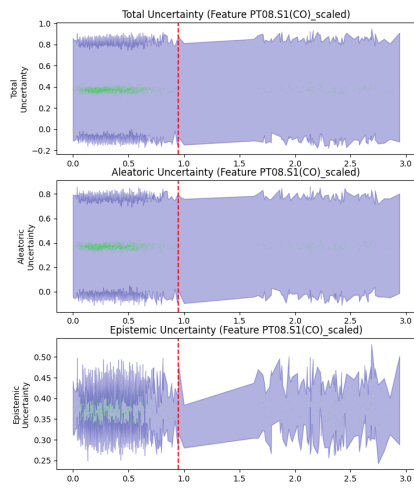 Total Uncertainty (Feature PT08.S1(CO)_scaled)
1.0
0.8
0.6
0.4
0.2
0.0
−0.2
Total
Uncertainty
0.0 0.5 1.0 1.5 2.0 2.5 3.0
Aleatoric Uncertainty (Feature PT08.S1(CO)_scaled)
0.8
0.6
0.4
0.2
0.0
Aleatoric
Uncertainty
0.0 0.5 1.0 1.5 2.0 2.5 3.0
Epistemic Uncertainty (Feature PT08.S1(CO)_scaled)
0.50
0.45
0.40
0.35
0.30
0.25
Epistemic
Uncertainty
0.0 0.5 1.0 1.5 2.0 2.5 3.0